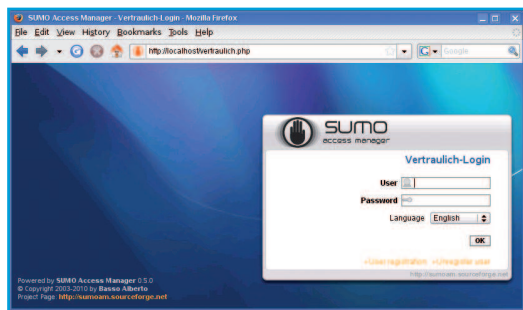 SUMO Access Manager - Vertraulich-Login - Mozilla Firefox
File Edit View History Bookmarks Tools Help
http://localhost/vertraulich.php
Google
SUMO
access manager
Vertraulich-Login
User
Password
Language English
OK
»User registration »Unregister user
http://sumoam.sourceforge.net
Powered by SUMO Access Manager 0.5.0
© Copyright 2003-2010 by Basso Alberto
Project Page: http://sumoam.sourceforge.net